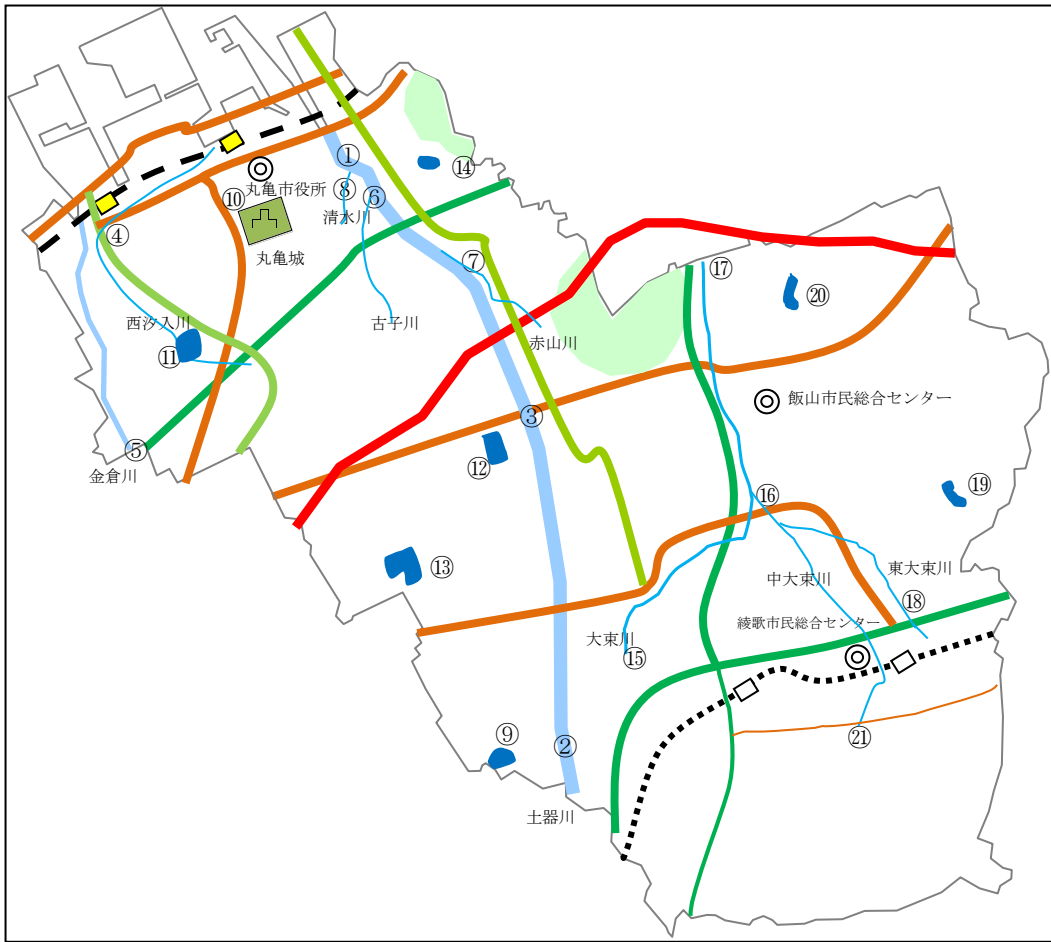 ①
⑭
⑧
丸亀市役所
⑥
⑩
清水川
④
丸亀城
⑦
⑰
⑳
西汐入川
古子川
赤山川
⑪
飯山市民総合センター
③
⑤
⑫
金倉川
⑲
⑯
⑬
中大束川
東大束川
⑱
大束川
綾歌市民総合センター
⑮
⑨
②
㉑
土器川